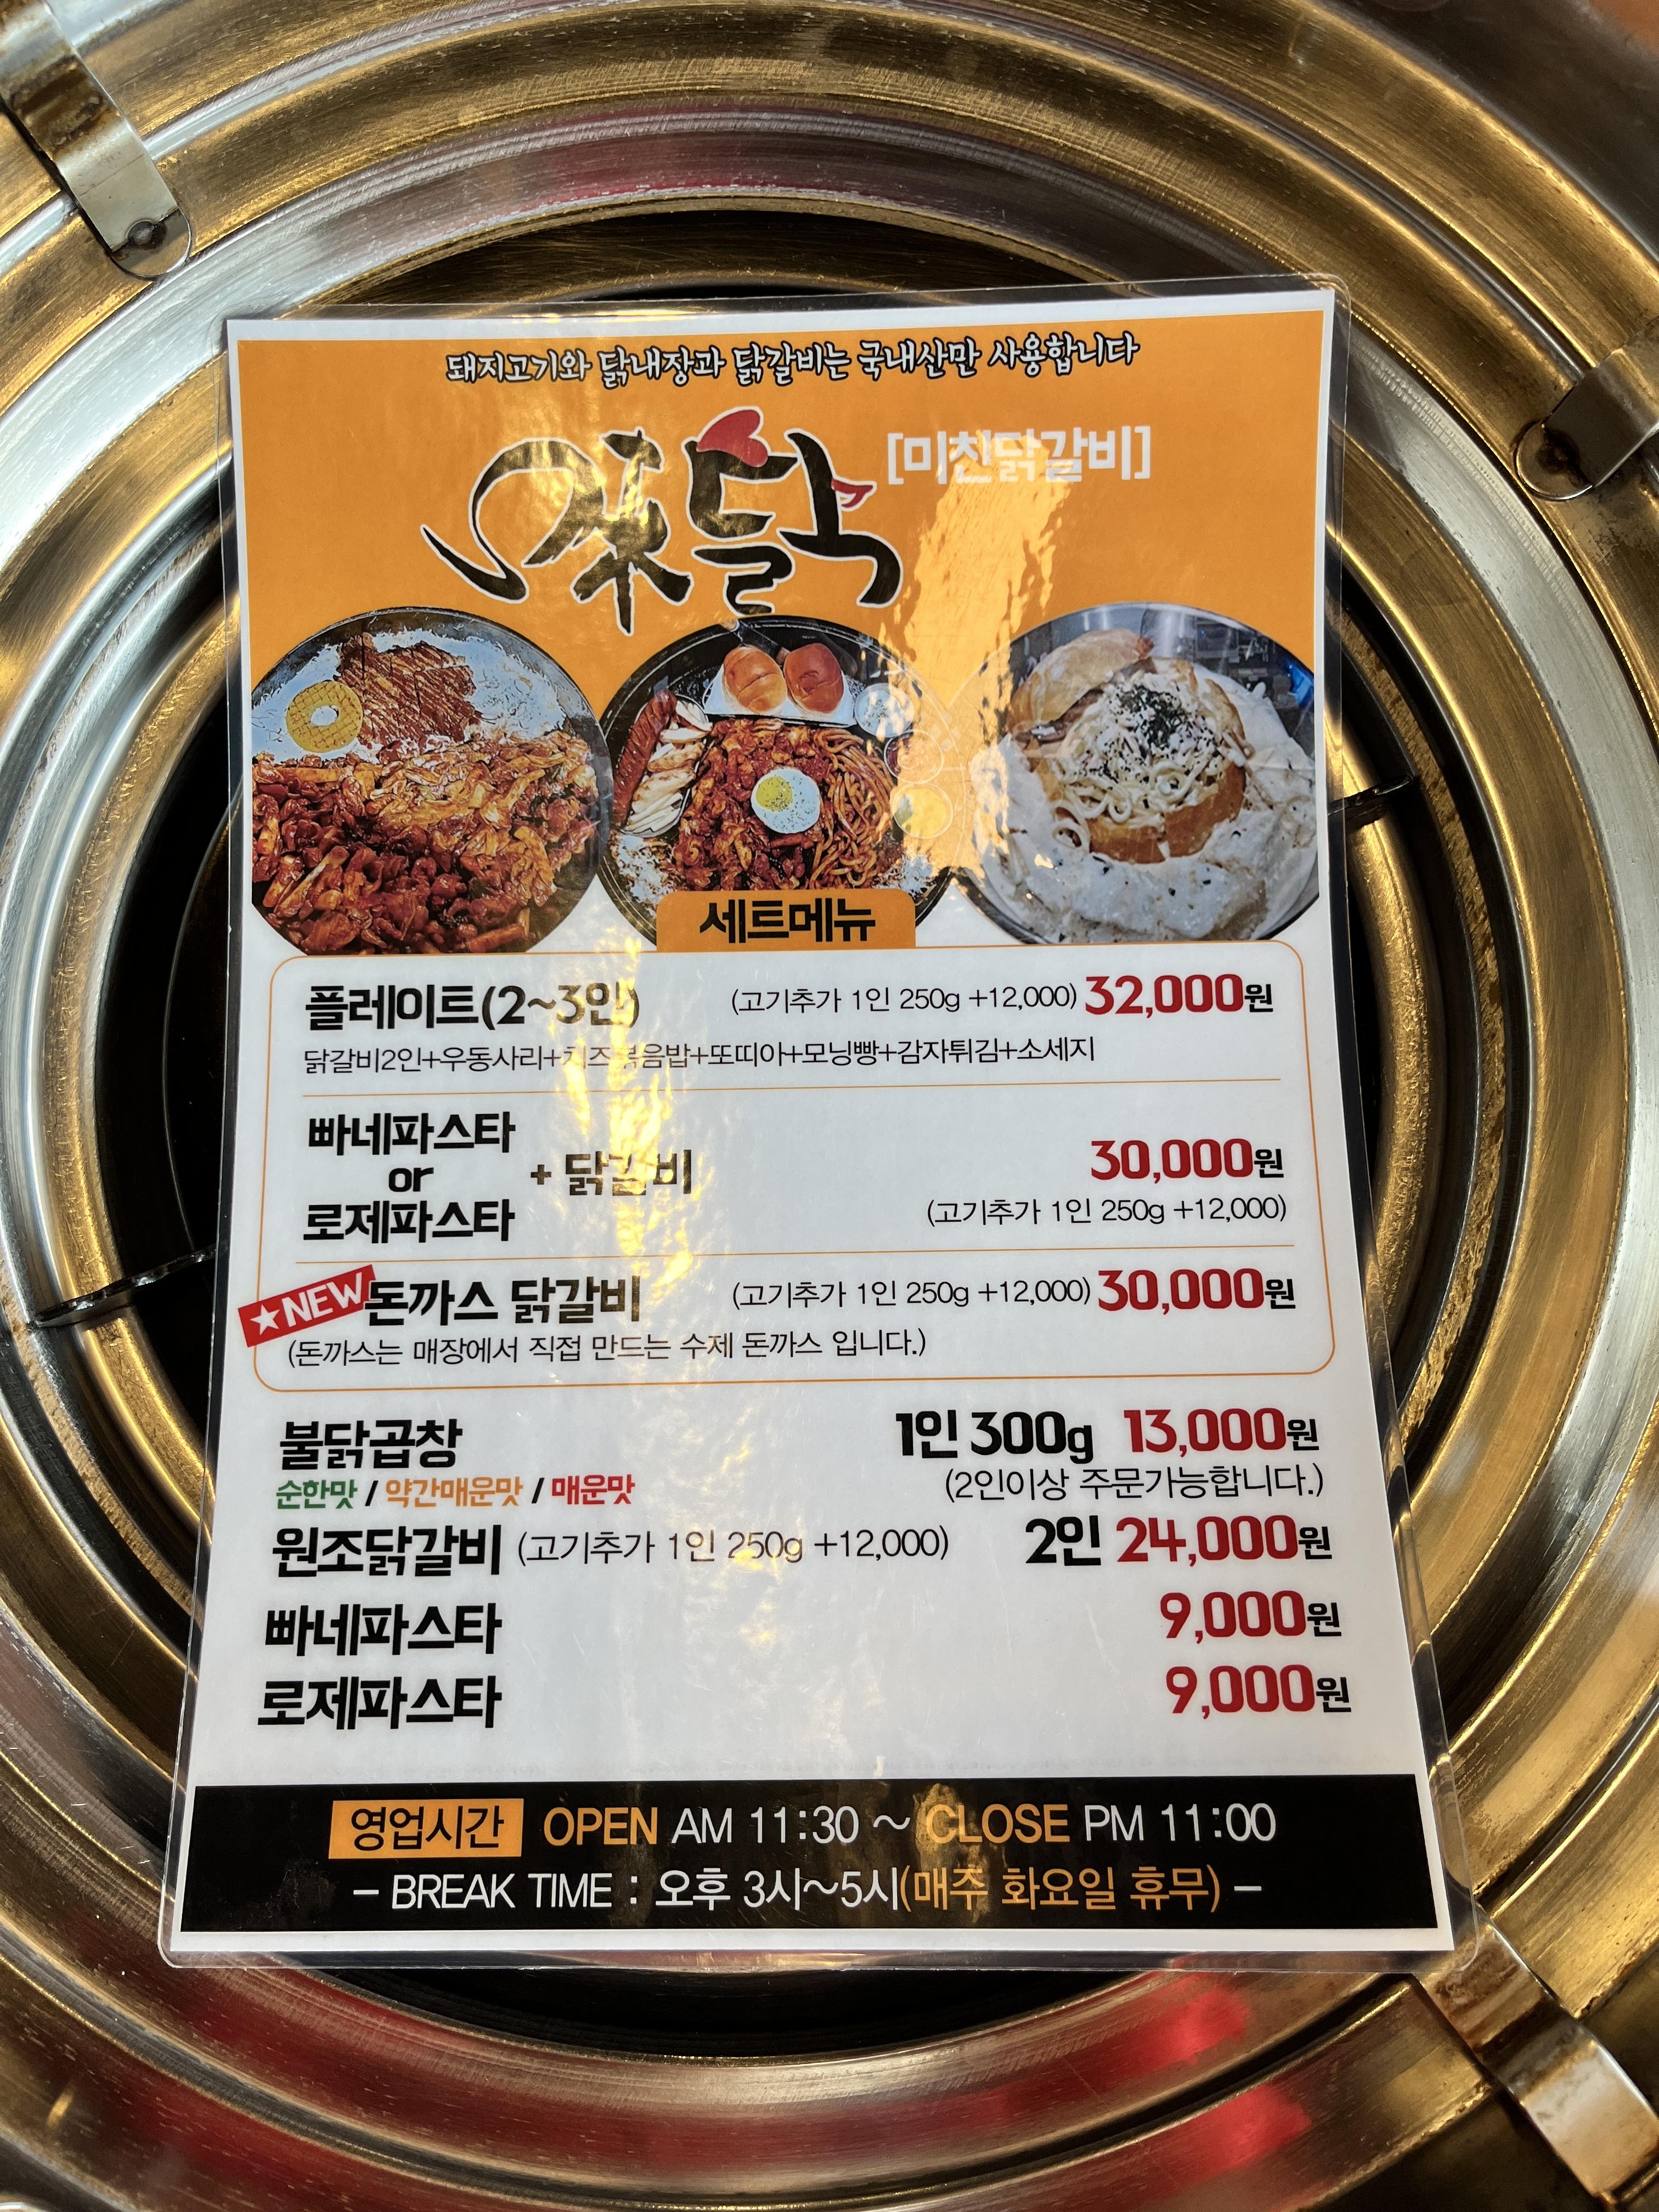 돼지고기와 닭내장과 닭갈비는 국내산만 사용합니다
味닭 [미친닭갈비]
세트메뉴
플레이트(2~3인) (고기추가 1인 250g +12,000) 32,000원
닭갈비2인+우동사리+치즈볶음밥+또띠아+모닝빵+감자튀김+소세지
빠네파스타
or
로제파스타
+ 닭갈비
30,000원
(고기추가 1인 250g +12,000)
★NEW 돈까스 닭갈비 (고기추가 1인 250g +12,000) 30,000원
(돈까스는 매장에서 직접 만드는 수제 돈까스 입니다.)
불닭곱창 1인 300g 13,000원
순한맛 / 약간매운맛 / 매운맛 (2인이상 주문가능합니다.)
원조닭갈비 (고기추가 1인 250g +12,000) 2인 24,000원
빠네파스타 9,000원
로제파스타 9,000원
영업시간 OPEN AM 11:30 ~ CLOSE PM 11:00
– BREAK TIME : 오후 3시~5시(매주 화요일 휴무) –